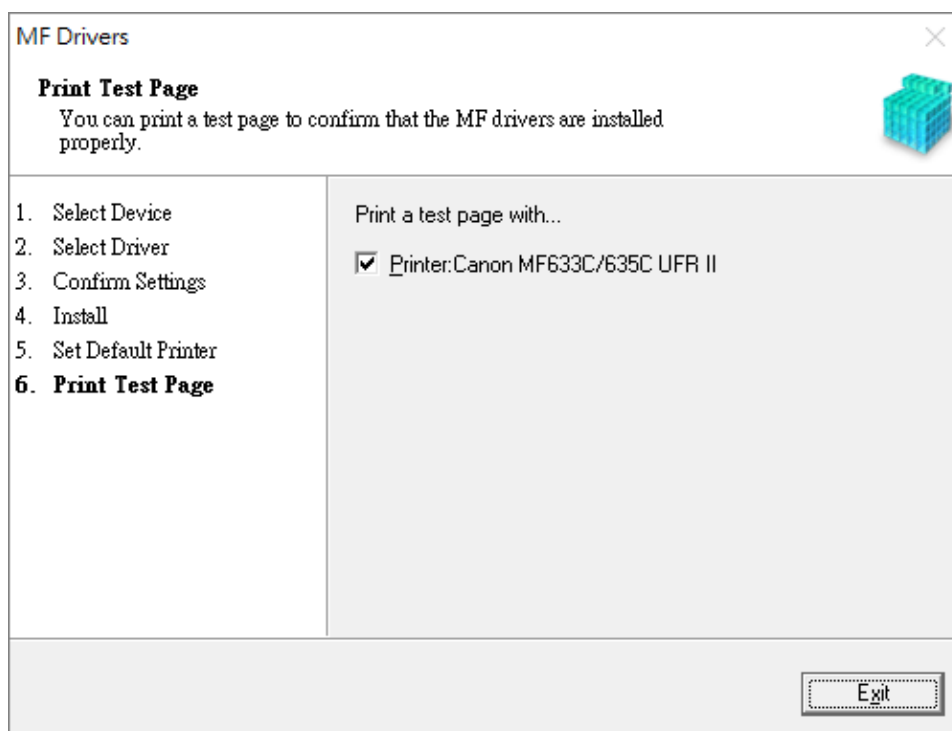 MF Drivers
Print Test Page
You can print a test page to confirm that the MF drivers are installed
properly.
1. Select Device
2. Select Driver
3. Confirm Settings
4. Install
5. Set Default Printer
6. Print Test Page
Print a test page with...
Printer:Canon MF633C/635C UFR II
Exit